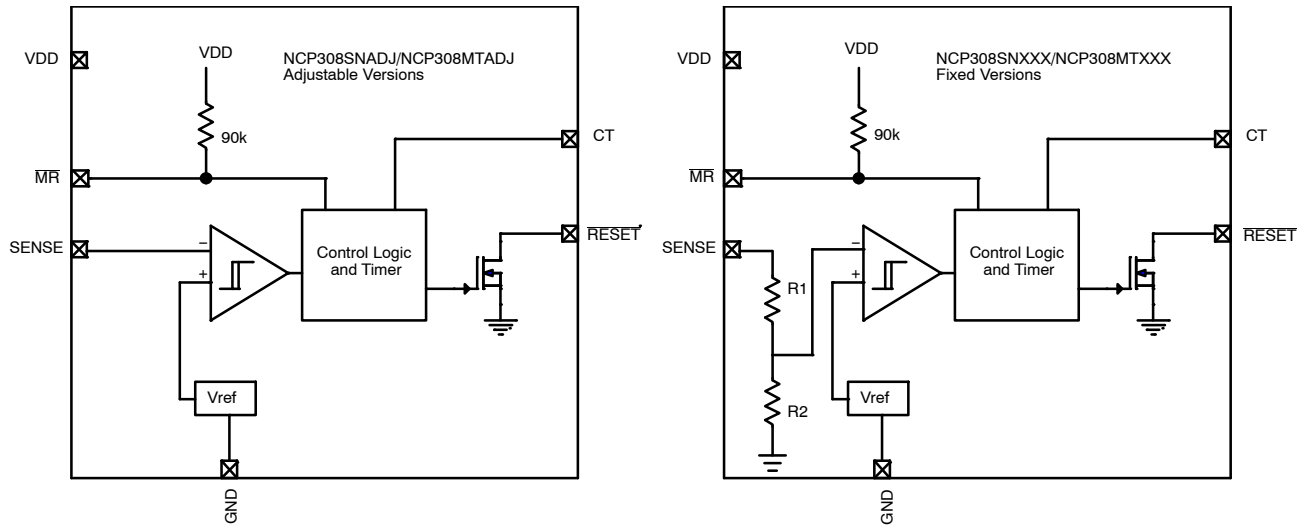 NCP308SNADJ/NCP308MTADJ
Adjustable Versions
VDD
VDD
90k
CT
MR
SENSE
RESET
Control Logic
and Timer
−
+
Vref
GND
NCP308SNXXX/NCP308MTXXX
Fixed Versions
VDD
VDD
90k
CT
MR
SENSE
RESET
Control Logic
and Timer
−
+
R1
R2
Vref
GND